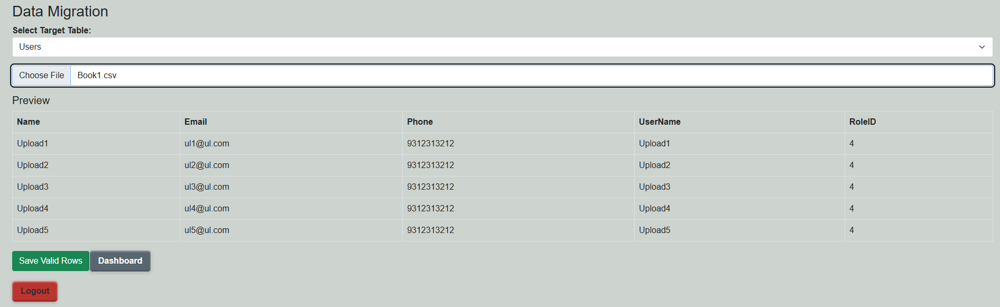 Data Migration
Select Target Table:
Users
Choose File Book1.csv
Preview
Name Email Phone UserName RoleID
Upload1 ul1@ul.com 9312313212 Upload1 4
Upload2 ul2@ul.com 9312313212 Upload2 4
Upload3 ul3@ul.com 9312313212 Upload3 4
Upload4 ul4@ul.com 9312313212 Upload4 4
Upload5 ul5@ul.com 9312313212 Upload5 4
Save Valid Rows Dashboard
Logout